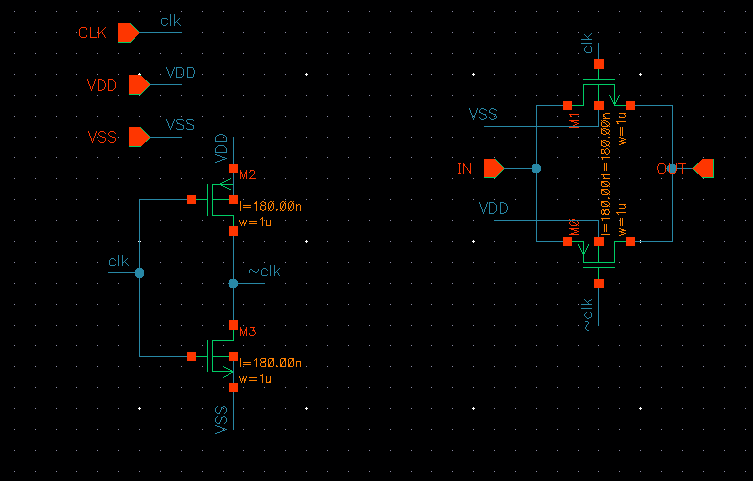 CLK
clk
VDD
VDD
VSS
VSS
VDD
M2
l=180.00n
w=1u
clk
~clk
M3
l=180.00n
w=1u
VSS
clk
VSS
M1
l=180.00n
w=1u
IN
OUT
VDD
M0
l=180.00n
w=1u
~clk